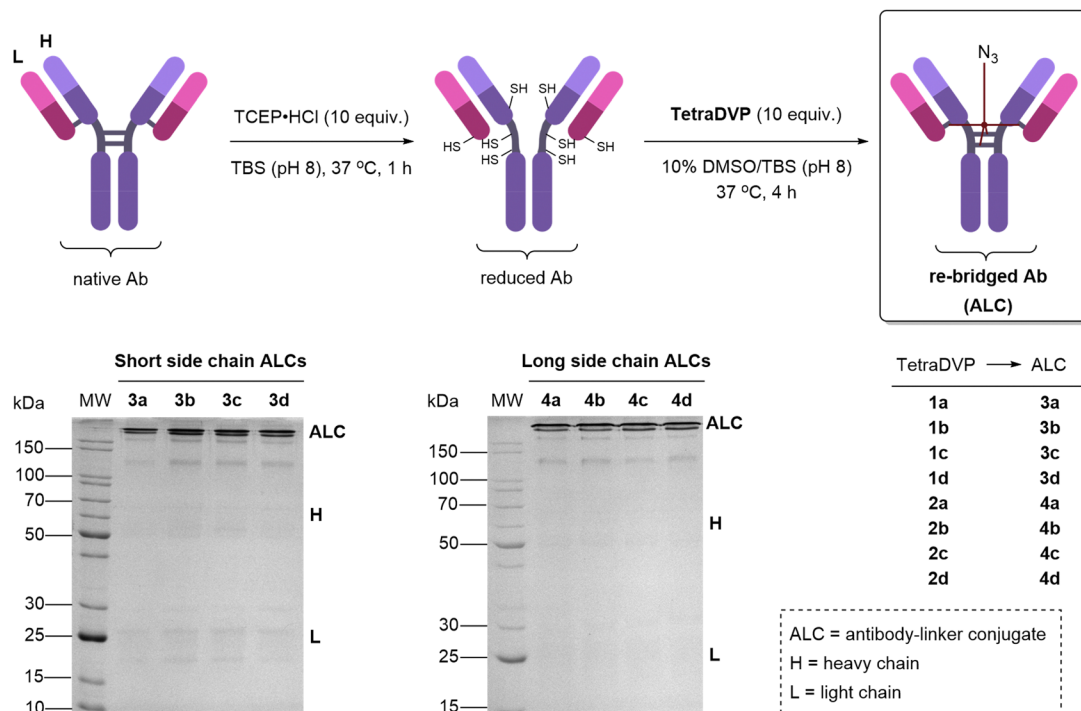 H
L
TCEP•HCl (10 equiv.)
TBS (pH 8), 37 ºC, 1 h
SH SH
HS HS SH SH
HS SH
TetraDVP (10 equiv.)
10% DMSO/TBS (pH 8)
37 ºC, 4 h
N3
native Ab
reduced Ab
re-bridged Ab
(ALC)
Short side chain ALCs
kDa MW 3a 3b 3c 3d
ALC
150
100
70
H
50
30
25 L
15
10
Long side chain ALCs
kDa MW 4a 4b 4c 4d
ALC
150
100
70
H
50
30
25 L
15
TetraDVP ⟶ ALC
1a 3a
1b 3b
1c 3c
1d 3d
2a 4a
2b 4b
2c 4c
2d 4d
ALC = antibody-linker conjugate
H = heavy chain
L = light chain